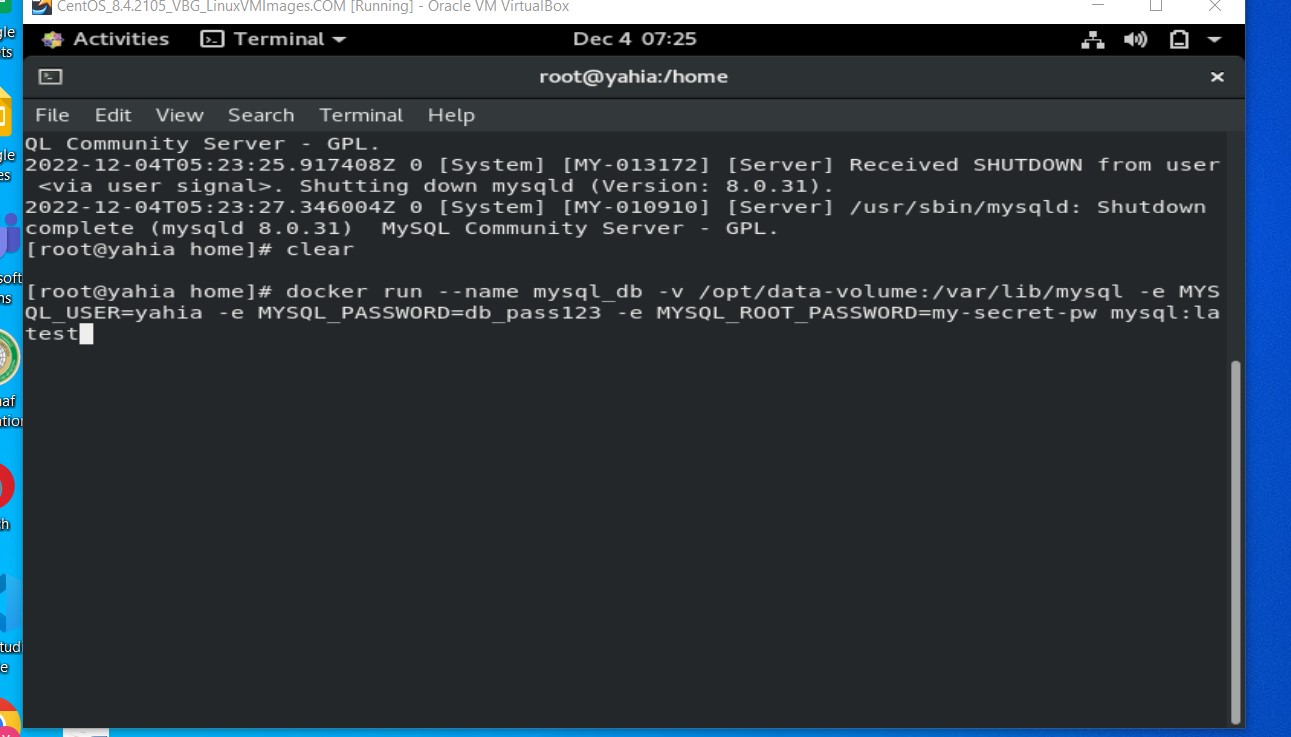 CentOS_8.4.2105_VBG_LinuxVMImages.COM [Running] - Oracle VM VirtualBox
Activities Terminal Dec 4 07:25
root@yahia:/home
File Edit View Search Terminal Help
QL Community Server - GPL.
2022-12-04T05:23:25.917408Z 0 [System] [MY-013172] [Server] Received SHUTDOWN from user
<via user signal>. Shutting down mysqld (Version: 8.0.31).
2022-12-04T05:23:27.346004Z 0 [System] [MY-010910] [Server] /usr/sbin/mysqld: Shutdown
complete (mysqld 8.0.31)  MySQL Community Server - GPL.
[root@yahia home]# clear
[root@yahia home]# docker run --name mysql_db -v /opt/data-volume:/var/lib/mysql -e MYS
QL_USER=yahia -e MYSQL_PASSWORD=db_pass123 -e MYSQL_ROOT_PASSWORD=my-secret-pw mysql:la
test